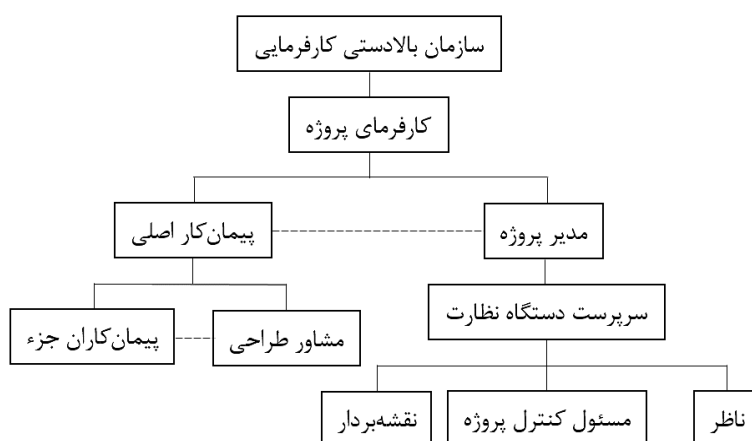 سازمان بالادستی کارفرمایی
کارفرمای پروژه
مدیر پروژه
پیمان‌کار اصلی
سرپرست دستگاه نظارت
مشاور طراحی
پیمان‌کاران جزء
ناظر
مسئول کنترل پروژه
نقشه‌بردار